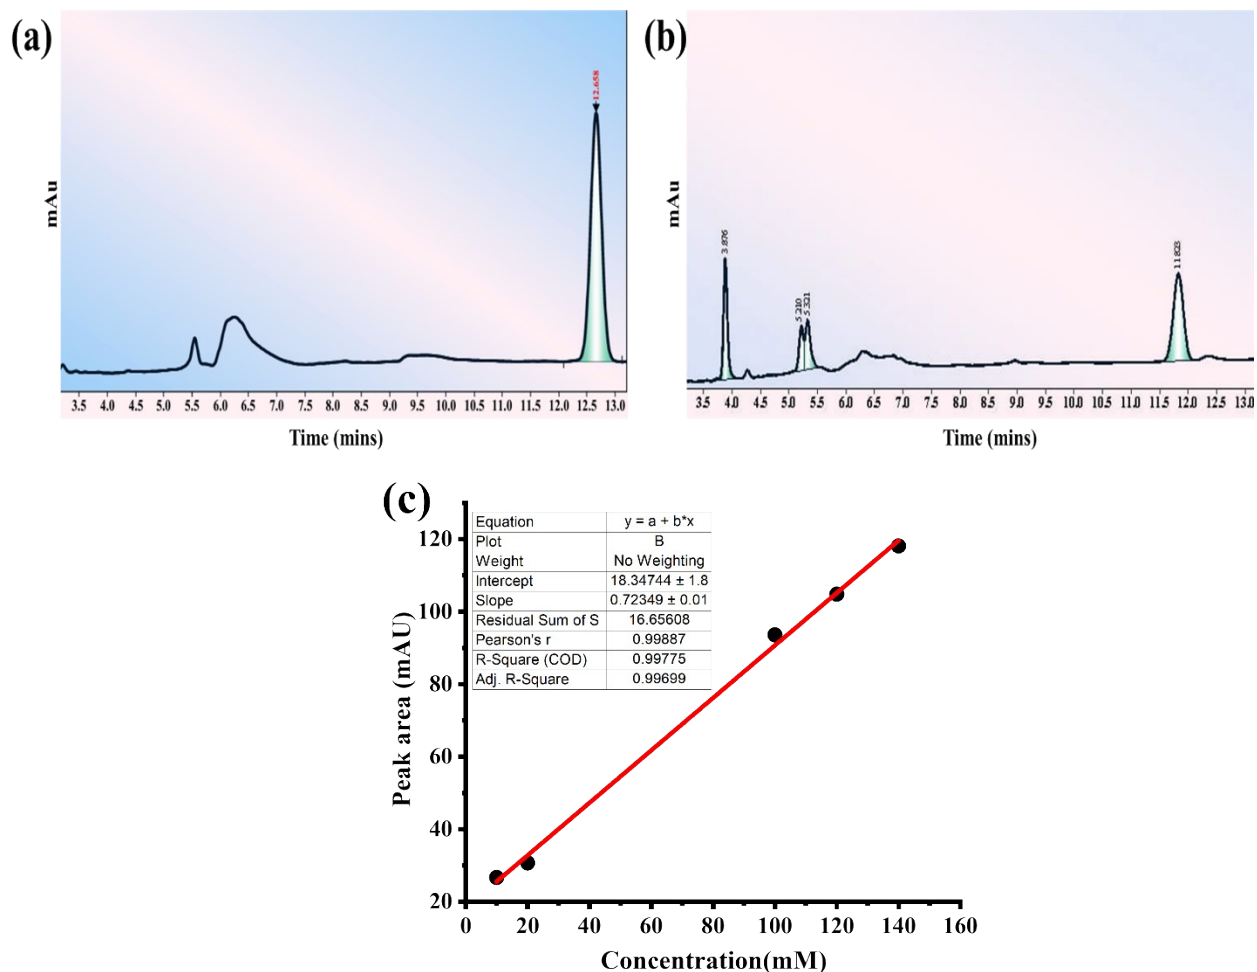 (a)
12.658
mAu
3.5 4.0 4.5 5.0 5.5 6.0 6.5 7.0 7.5 8.0 8.5 9.0 9.5 10.0 10.5 11.0 11.5 12.0 12.5 13.0
Time (mins)
(b)
3.876
5.210
5.321
11.823
mAu
3.5 4.0 4.5 5.0 5.5 6.0 6.5 7.0 7.5 8.0 8.5 9.0 9.5 10.0 10.5 11.0 11.5 12.0 12.5 13.0
Time (mins)
(c)
Equation y = a + b*x
Plot B
Weight No Weighting
Intercept 18.34744 ± 1.8
Slope 0.72349 ± 0.01
Residual Sum of S 16.65608
Pearson's r 0.99887
R-Square (COD) 0.99775
Adj. R-Square 0.99699
Peak area (mAU)
120
100
80
60
40
20
0 20 40 60 80 100 120 140 160
Concentration(mM)